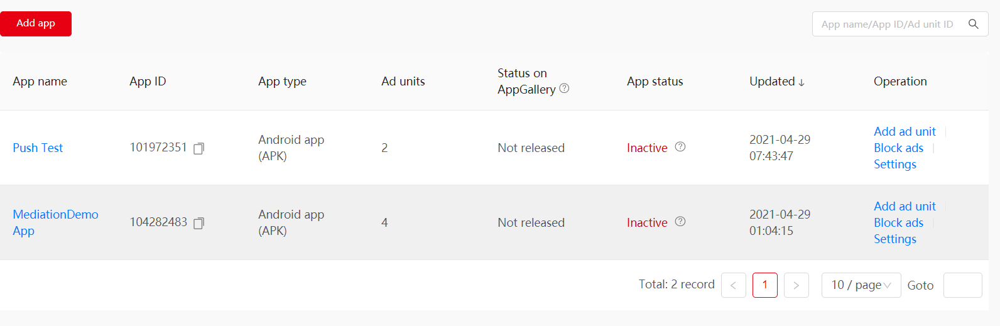 Add app
App name/App ID/Ad unit ID
App name
App ID
App type
Ad units
Status on
AppGallery
App status
Updated
Operation
Push Test
101972351
Android app
(APK)
2
Not released
Inactive
2021-04-29
07:43:47
Add ad unit
Block ads
Settings
MediationDemo
App
104282483
Android app
(APK)
4
Not released
Inactive
2021-04-29
01:04:15
Add ad unit
Block ads
Settings
Total: 2 record
1
10 / page
Goto